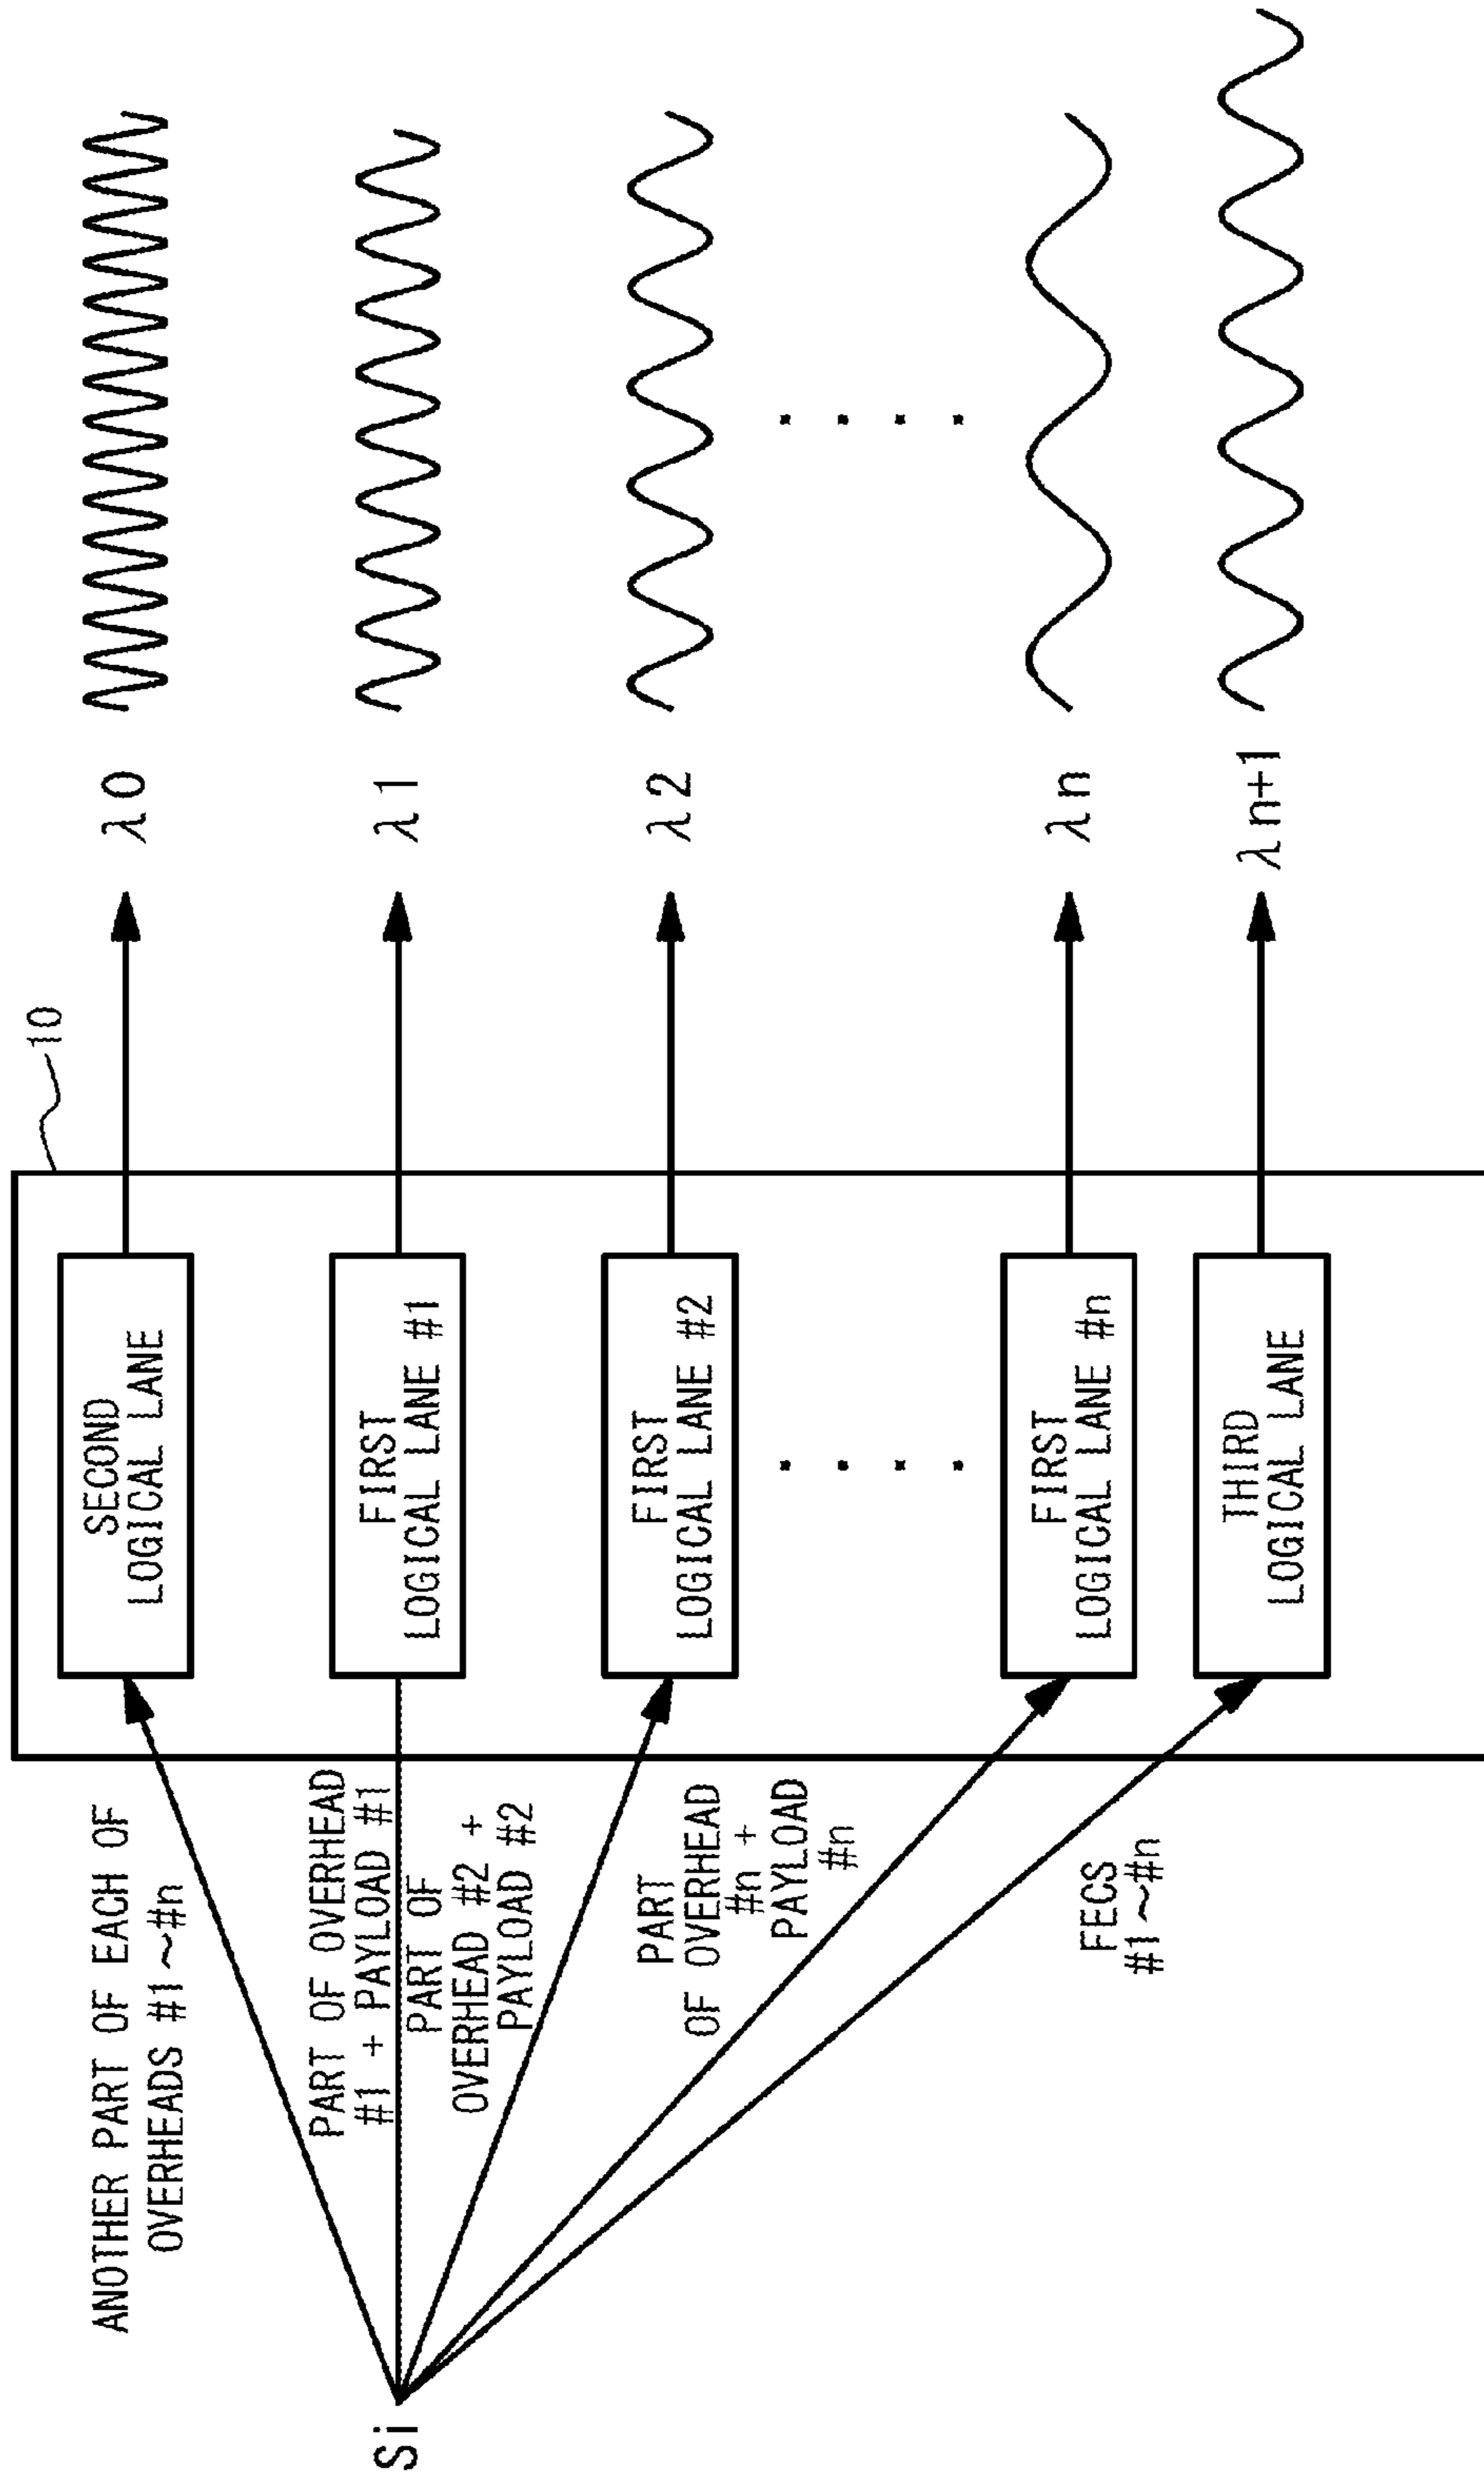 10
Si
ANOTHER PART OF EACH OF
OVERHEADS #1~#n
SECOND
LOGICAL LANE
λ0
PART OF OVERHEAD
#1 + PAYLOAD #1
FIRST
LOGICAL LANE #1
λ1
PART OF
OVERHEAD #2 +
PAYLOAD #2
FIRST
LOGICAL LANE #2
λ2
PART
OF OVERHEAD
#n +
PAYLOAD
#n
FIRST
LOGICAL LANE #n
λn
FECS
#1~#n
THIRD
LOGICAL LANE
λn+1